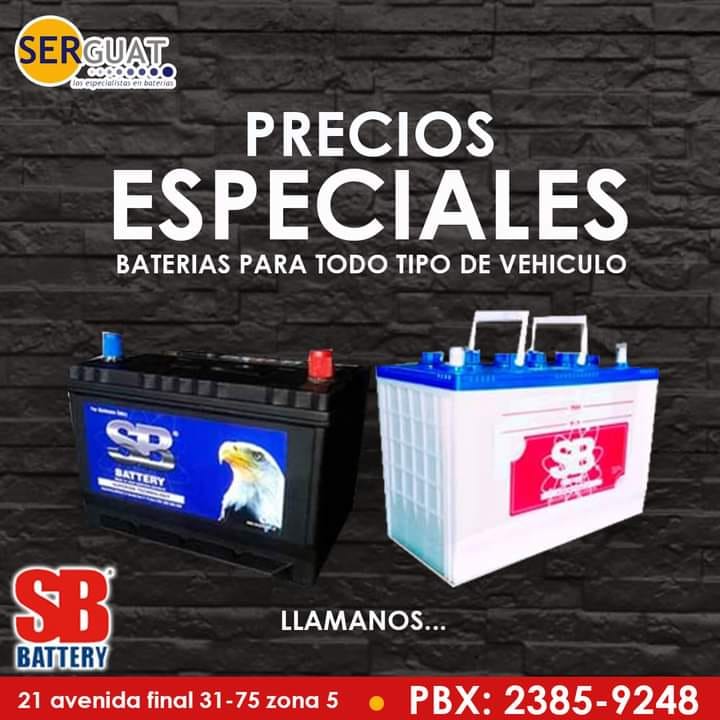 SERGUAT
los especialistas en baterías
PRECIOS
ESPECIALES
BATERIAS PARA TODO TIPO DE VEHICULO
SB
BATTERY
SB
LLAMANOS...
SB
BATTERY
21 avenida final 31-75 zona 5 • PBX: 2385-9248